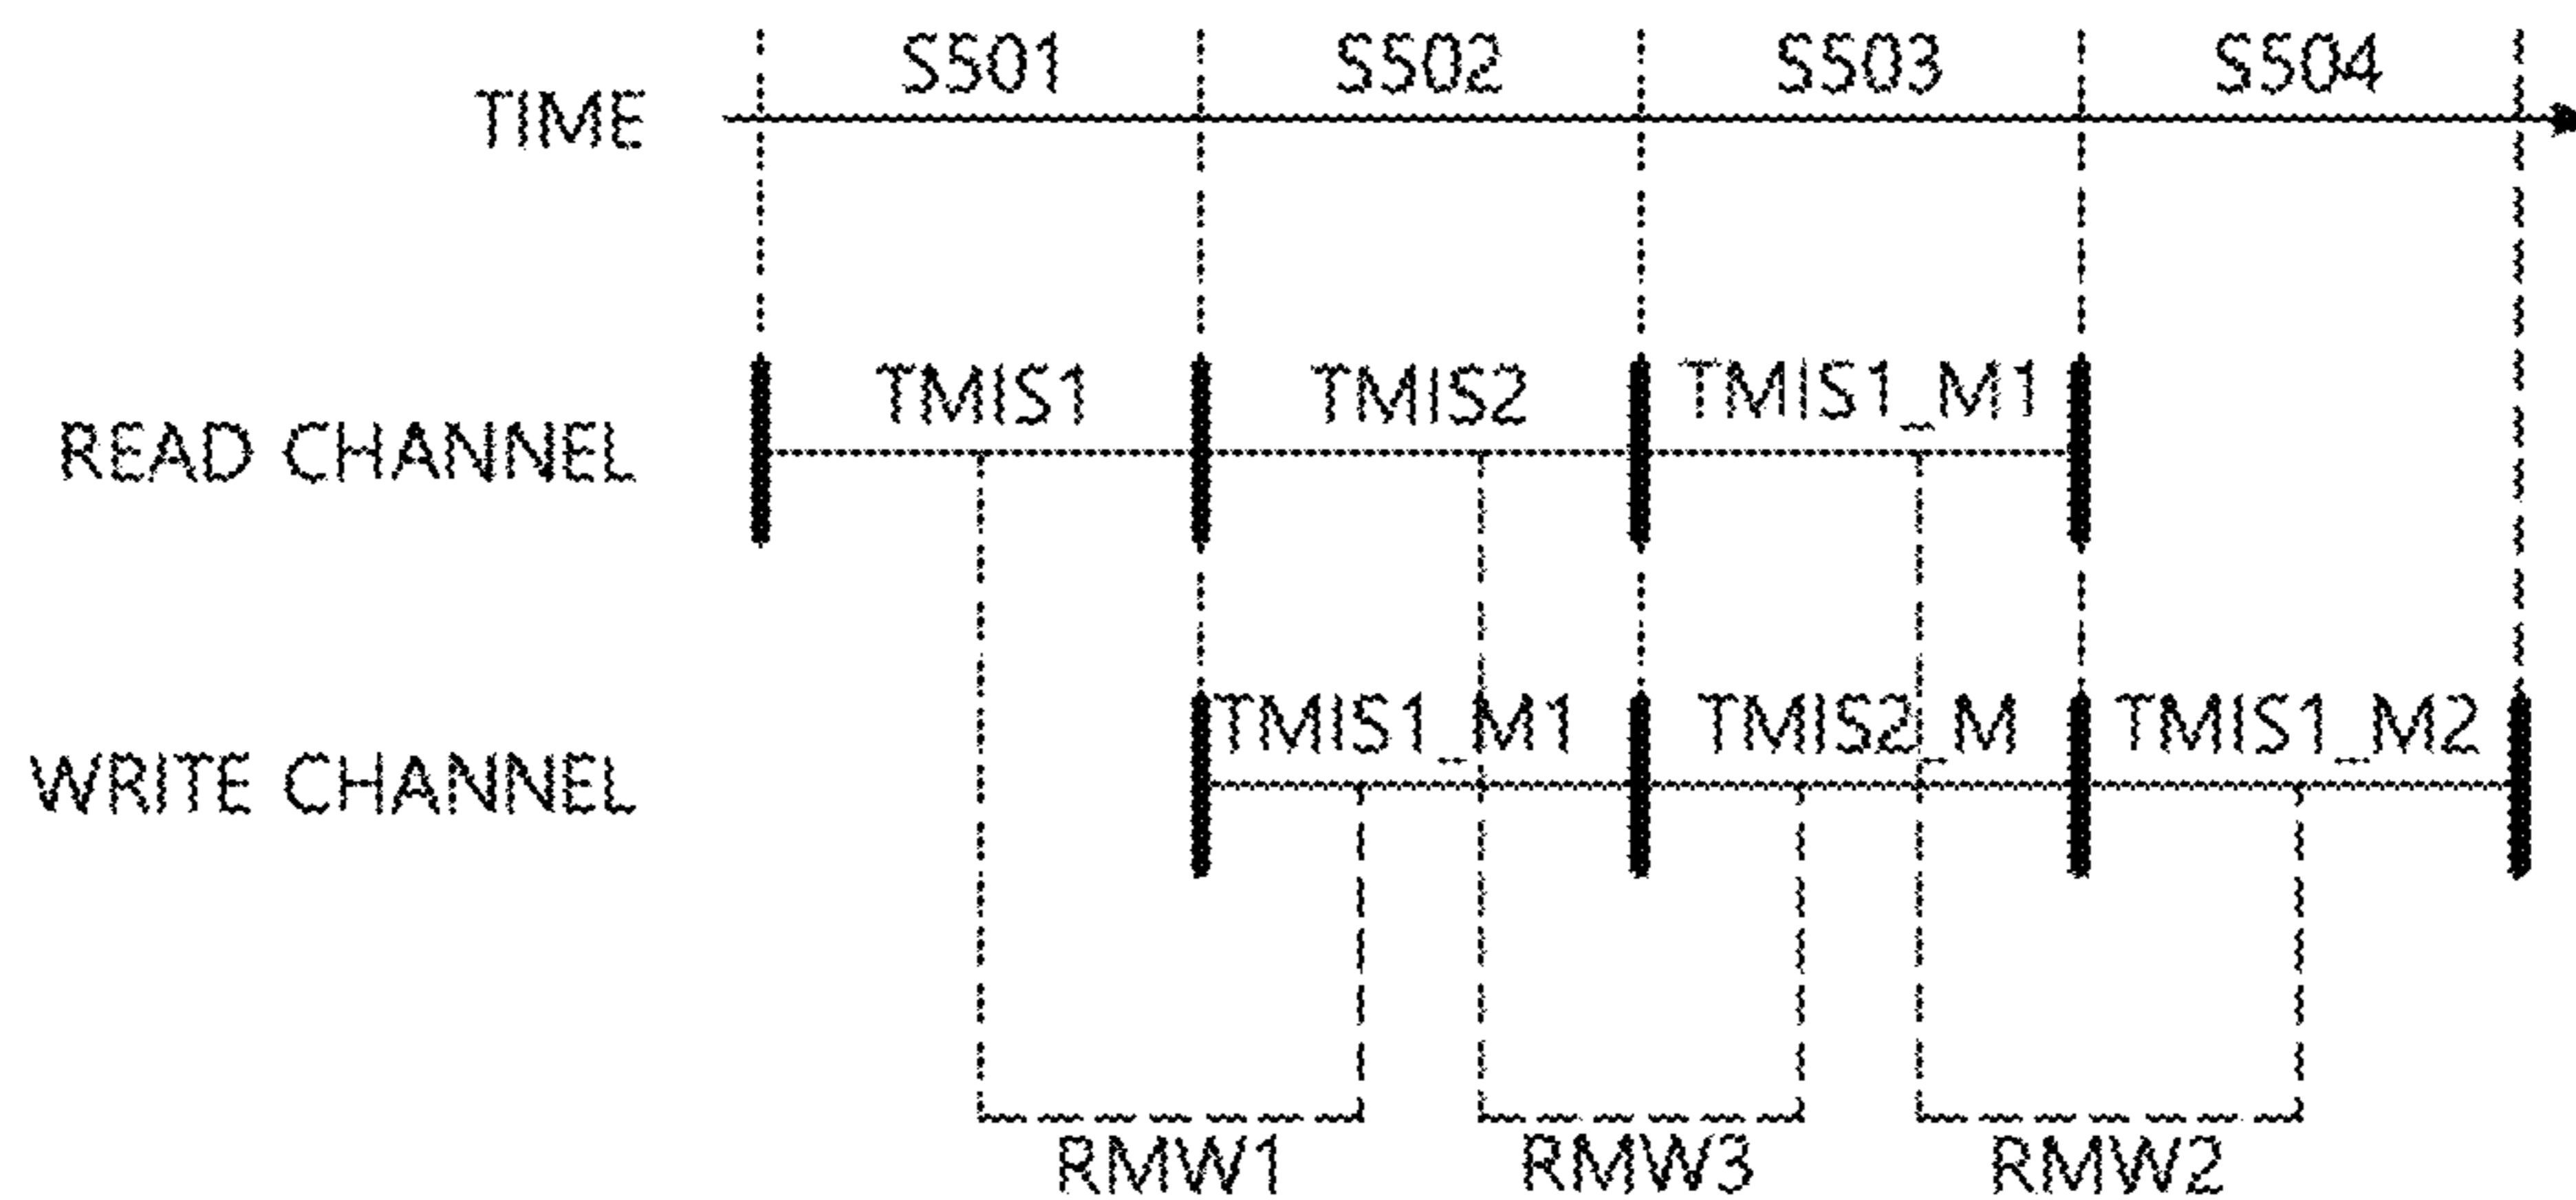 S501 S502 S503 S504
TIME
TMIS1 TMIS2 TMIS1_M1
READ CHANNEL
TMIS1_M1 TMIS2_M TMIS1_M2
WRITE CHANNEL
RMW1 RMW3 RMW2